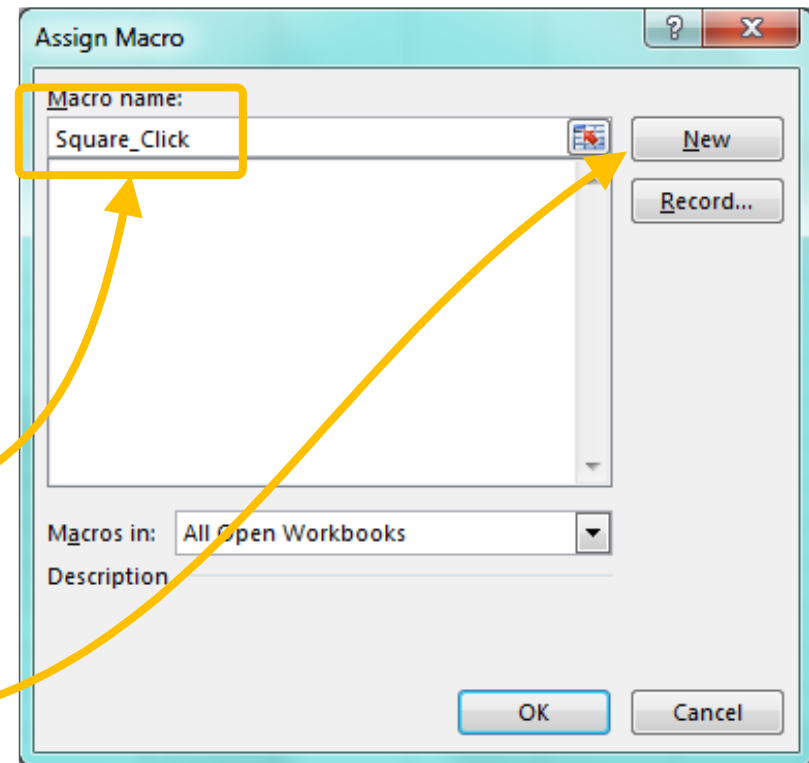 Assign Macro
?
Macro name:
Square_Click
New
Record...
Macros in: All Open Workbooks
Description
OK
Cancel